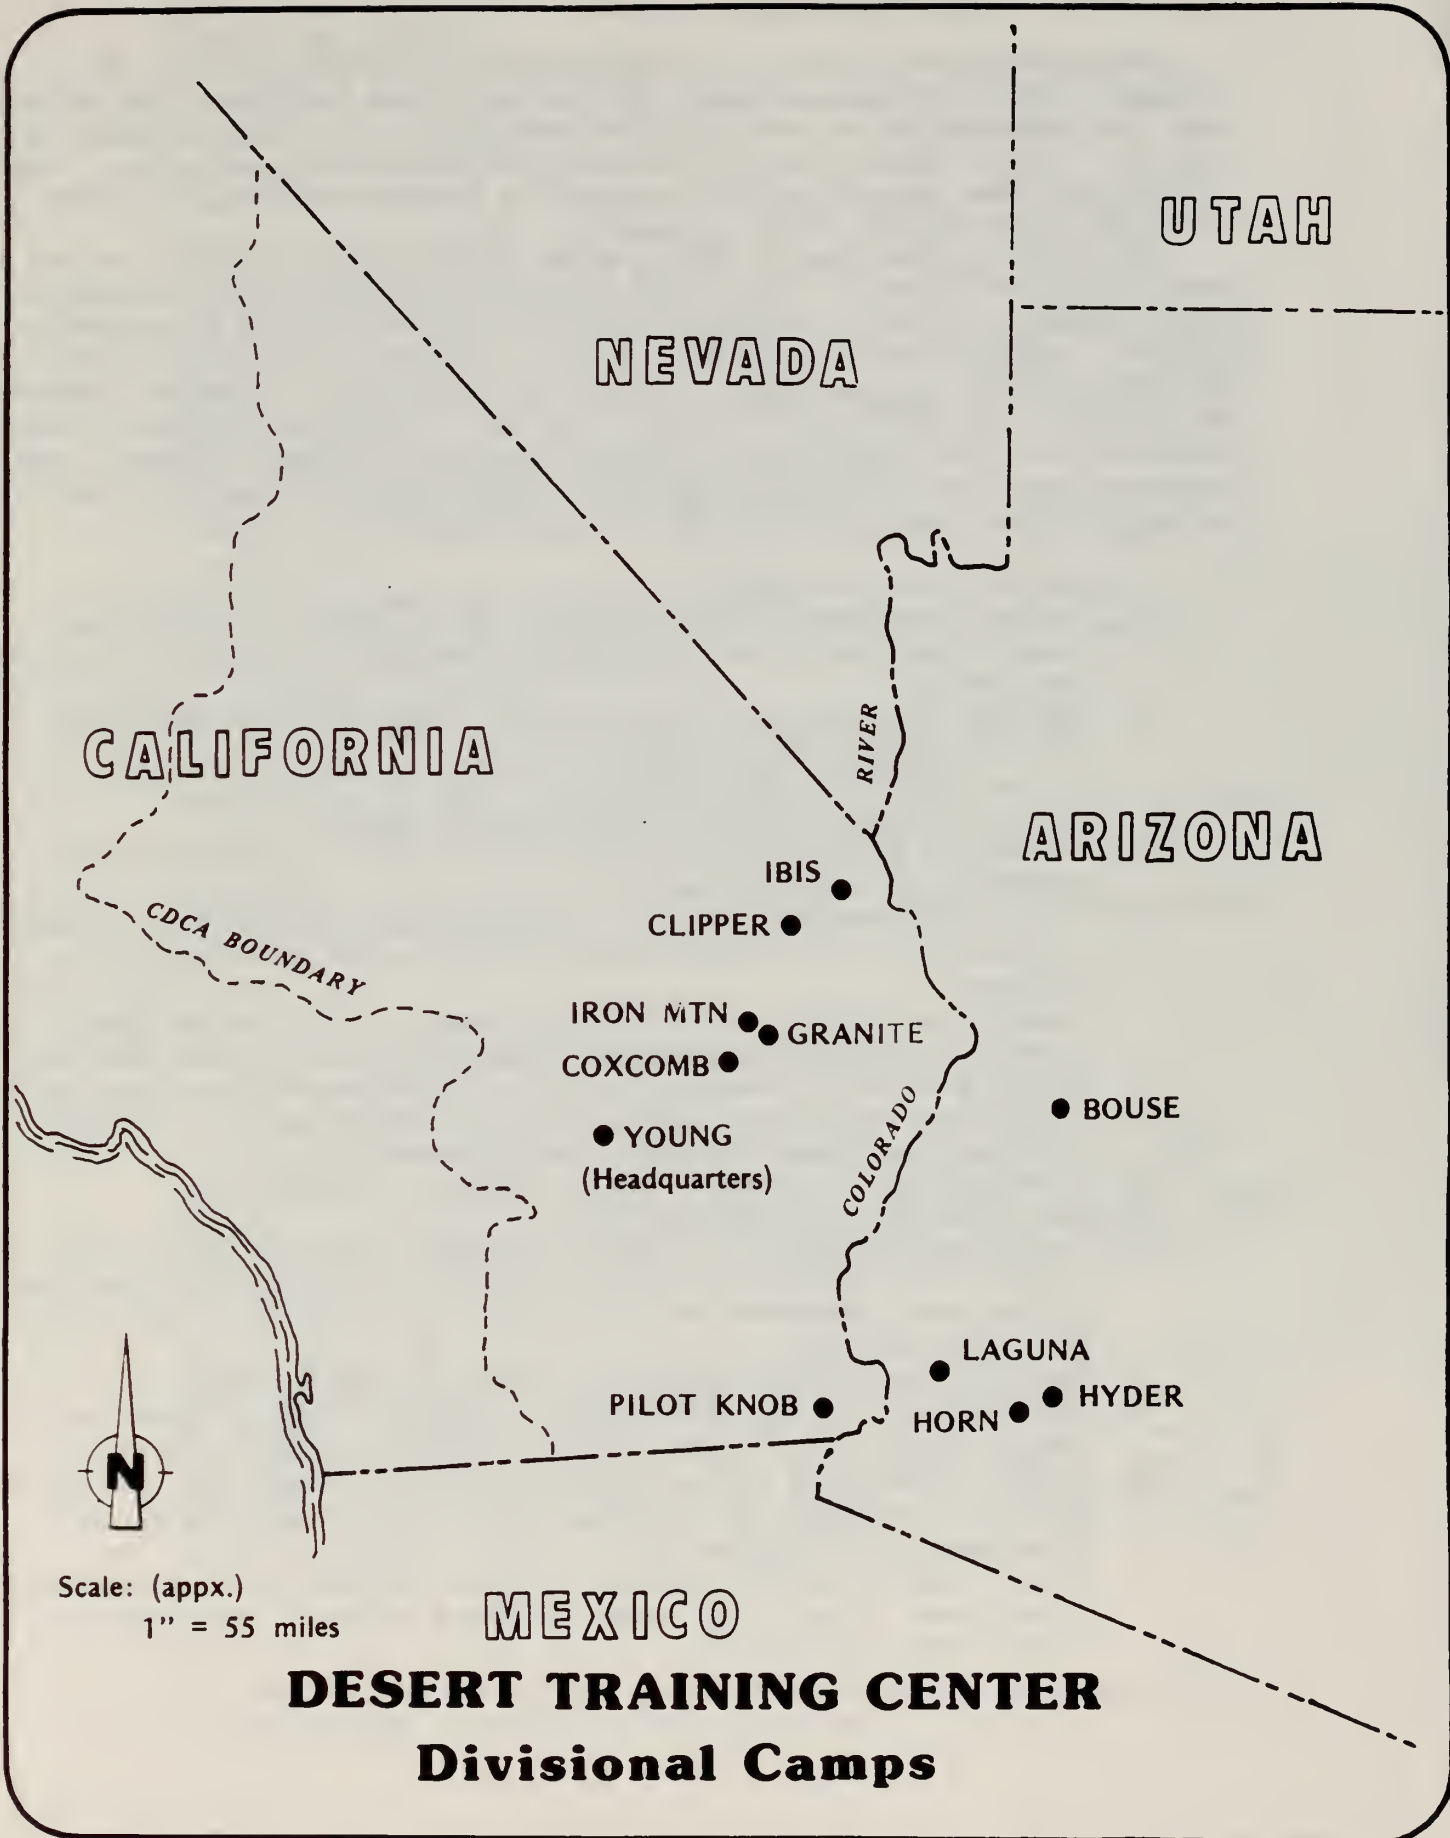 UTAH
NEVADA
RIVER
CALIFORNIA
ARIZONA
IBIS
CLIPPER
CDCA BOUNDARY
IRON MTN
GRANITE
COXCOMB
COLORADO
BOUSE
YOUNG
(Headquarters)
LAGUNA
PILOT KNOB
HYDER
HORN
N
Scale: (appx.)
1" = 55 miles
MEXICO
DESERT TRAINING CENTER
Divisional Camps